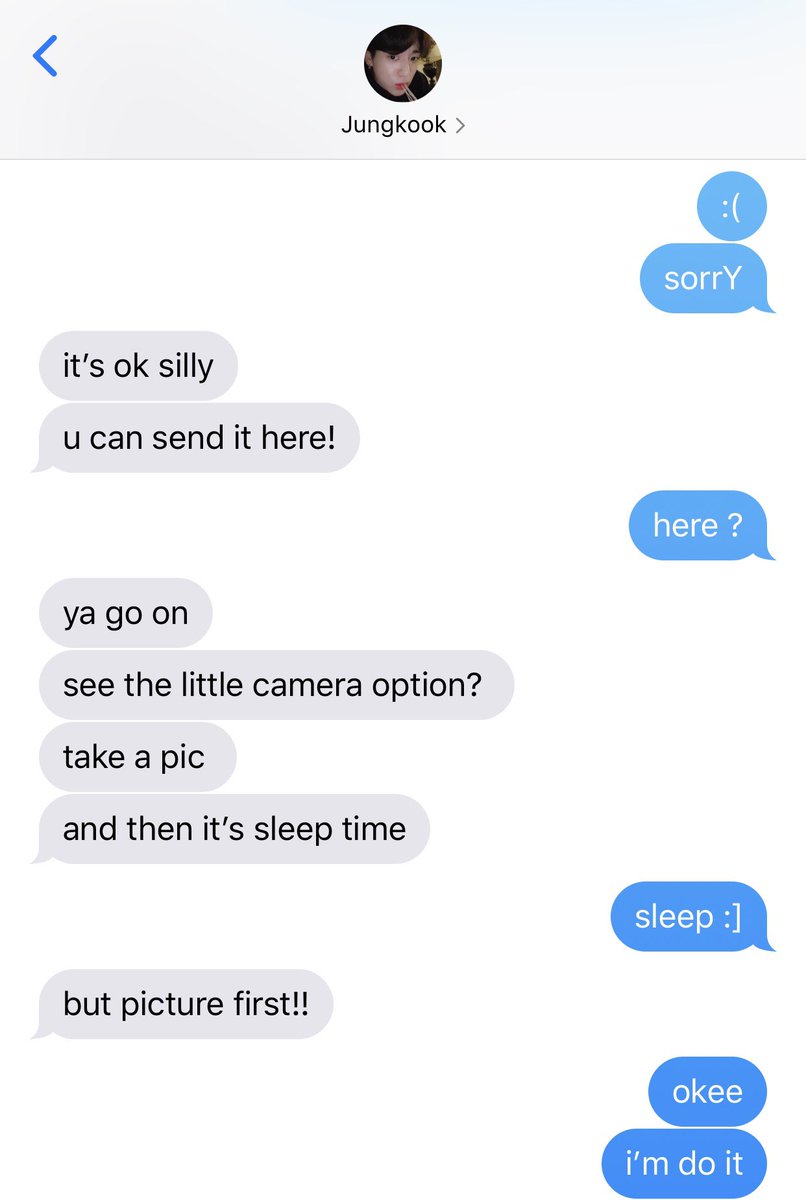 Jungkook
:(
sorrY
it’s ok silly
u can send it here!
here ?
ya go on
see the little camera option?
take a pic
and then it’s sleep time
sleep :]
but picture first!!
okee
i’m do it